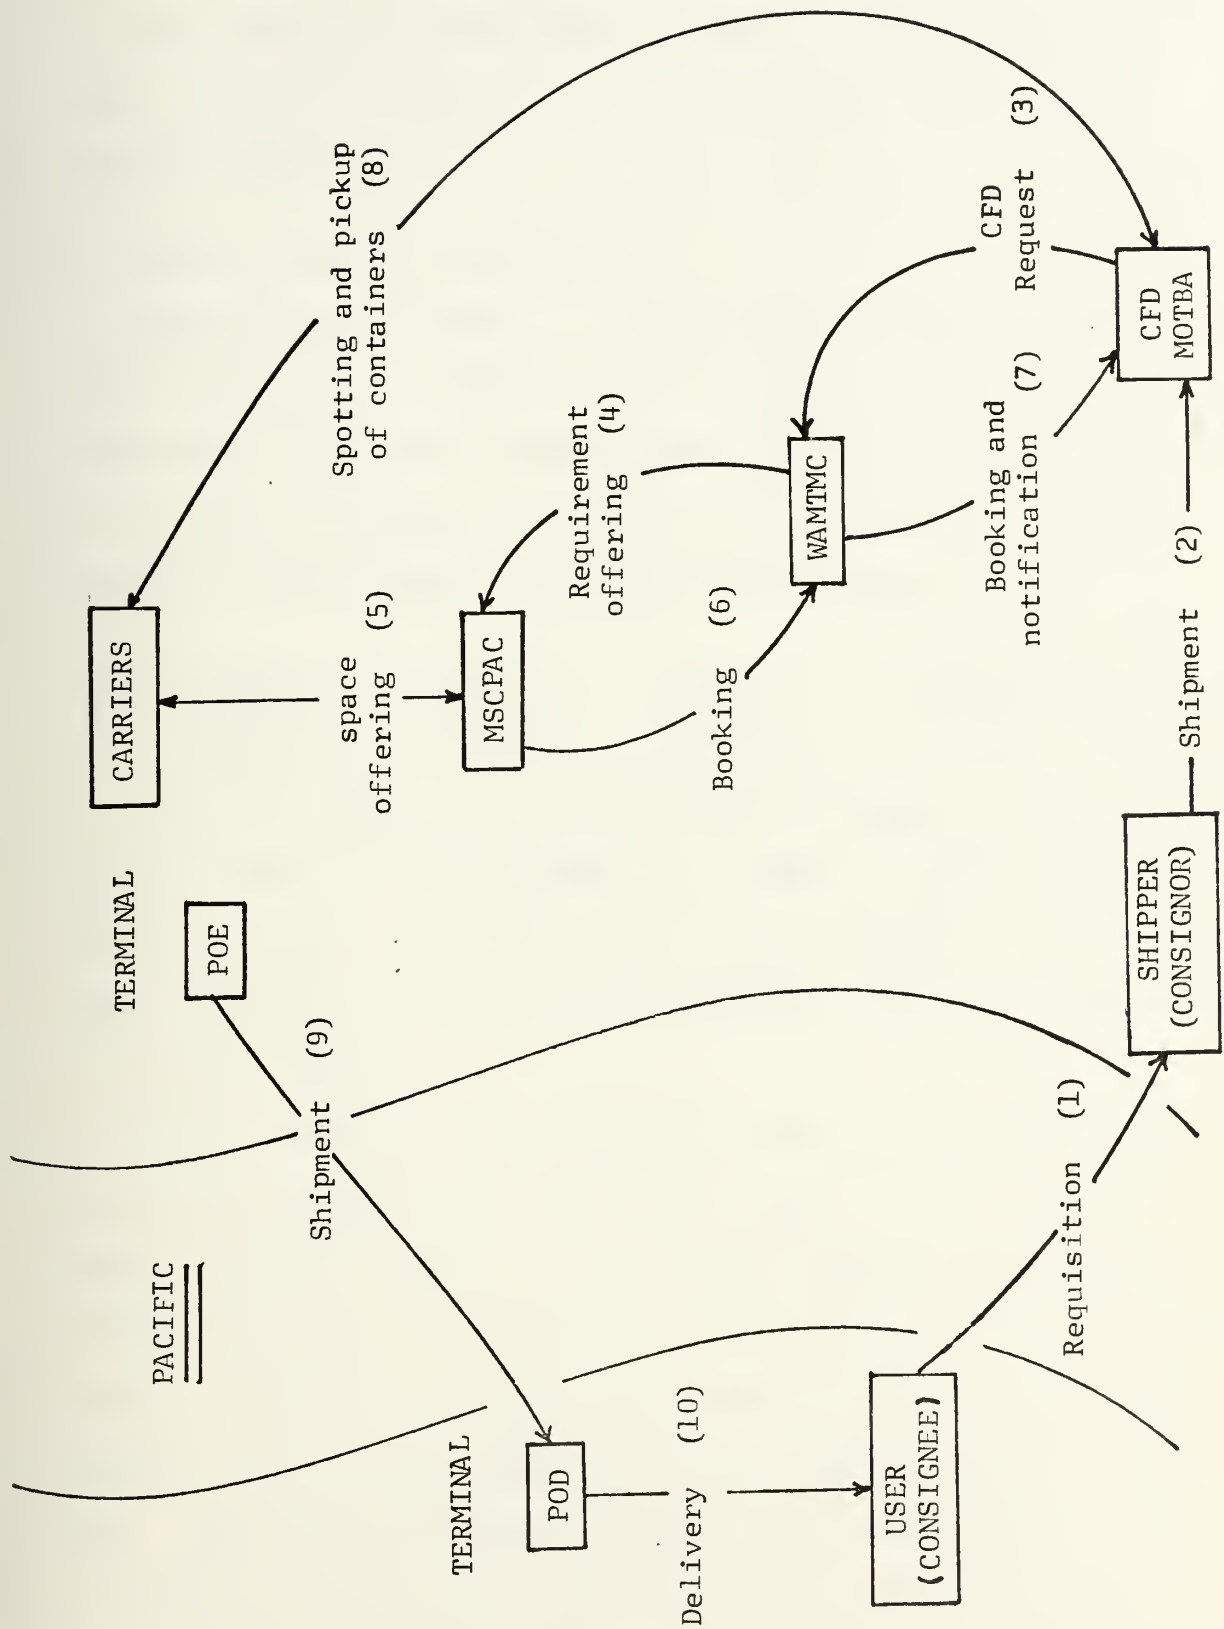 PACIFIC
TERMINAL
POE
CARRIERS
Shipment (9)
Spotting and pickup
of containers (8)
space
offering (5)
TERMINAL
POD
MSCPAC
Requirement
offering (4)
Delivery (10)
Booking (6)
WAMTMC
USER
(CONSIGNEE)
CFD
Request (3)
Booking and
notification (7)
Requisition (1)
SHIPPER
(CONSIGNOR)
Shipment (2)
CFD
MOTBA